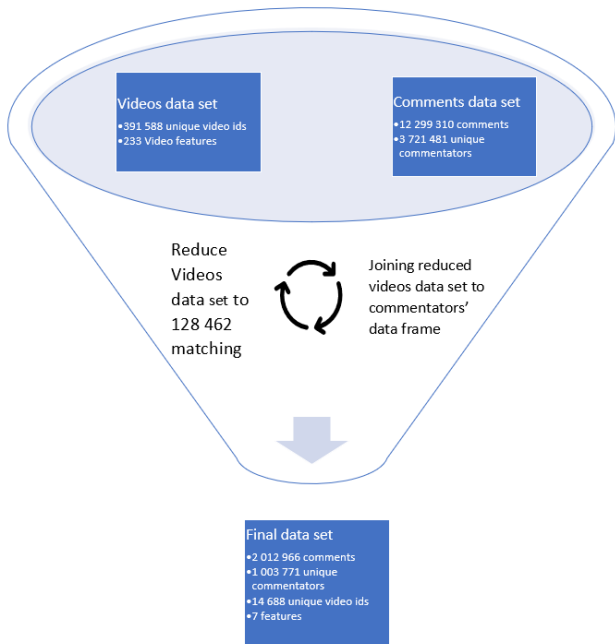 Videos data set
•391 588 unique video ids
•233 Video features
Comments data set
•12 299 310 comments
•3 721 481 unique
commentators
Reduce
Videos
data set to
128 462
matching
Joining reduced
videos data set to
commentators'
data frame
Final data set
•2 012 966 comments
•1 003 771 unique
commentators
•14 688 unique video ids
•7 features